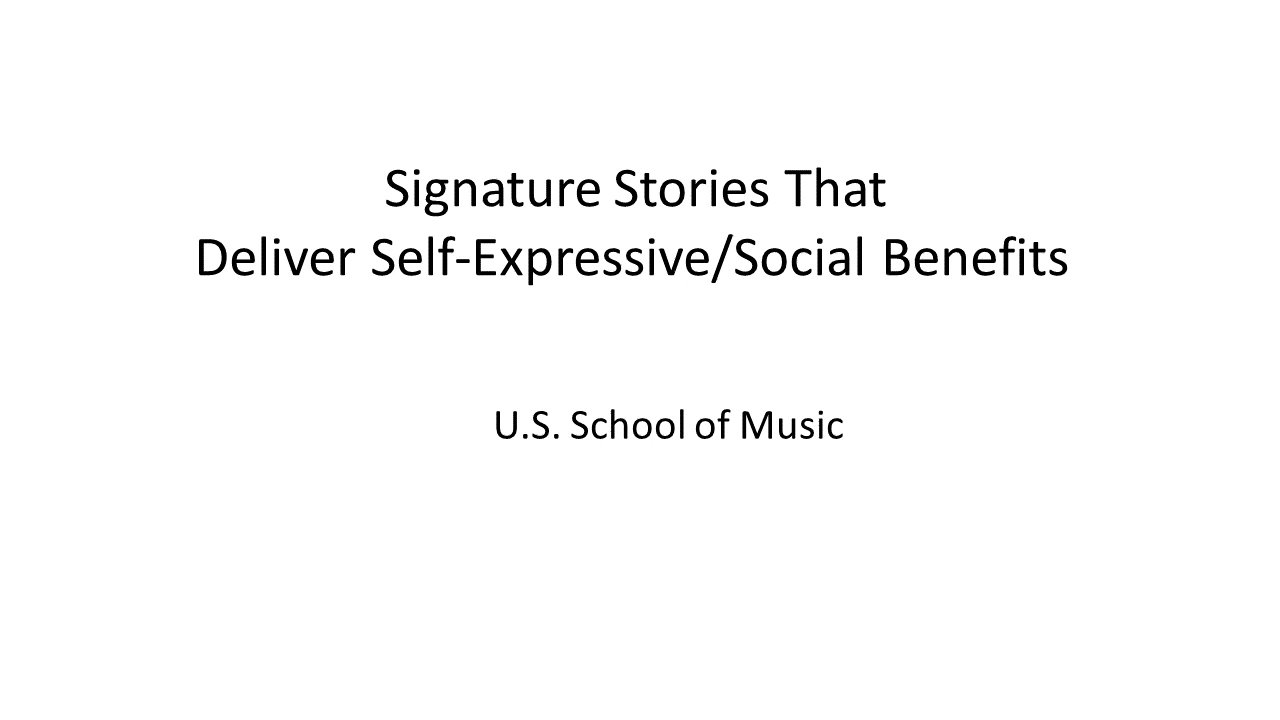 Signature Stories That
Deliver Self-Expressive/Social Benefits
U.S. School of Music